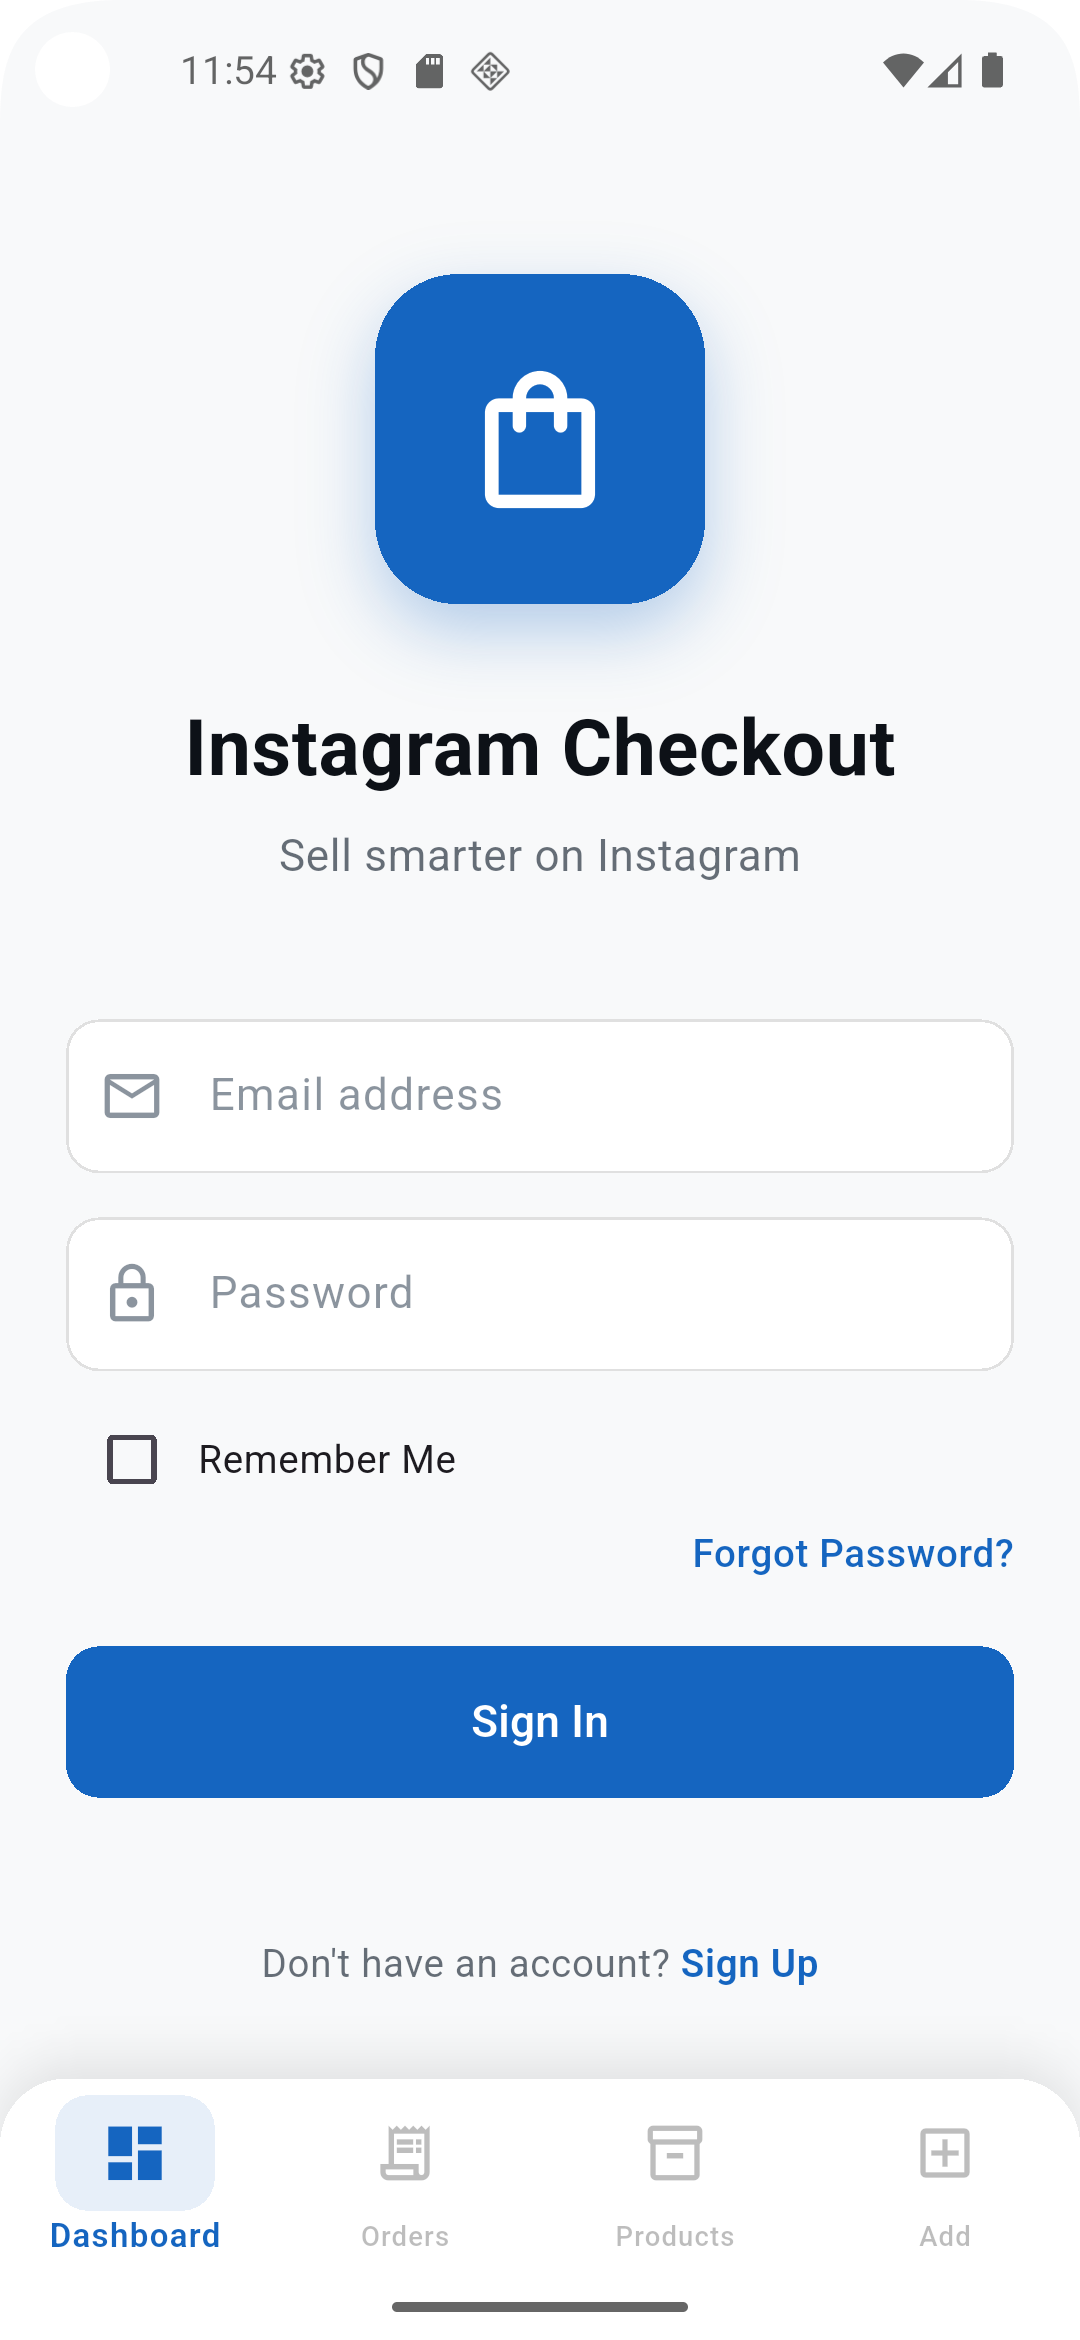 11:54
Instagram Checkout
Sell smarter on Instagram
Email address
Password
Remember Me
Forgot Password?
Sign In
Don't have an account? Sign Up
Dashboard Orders Products Add